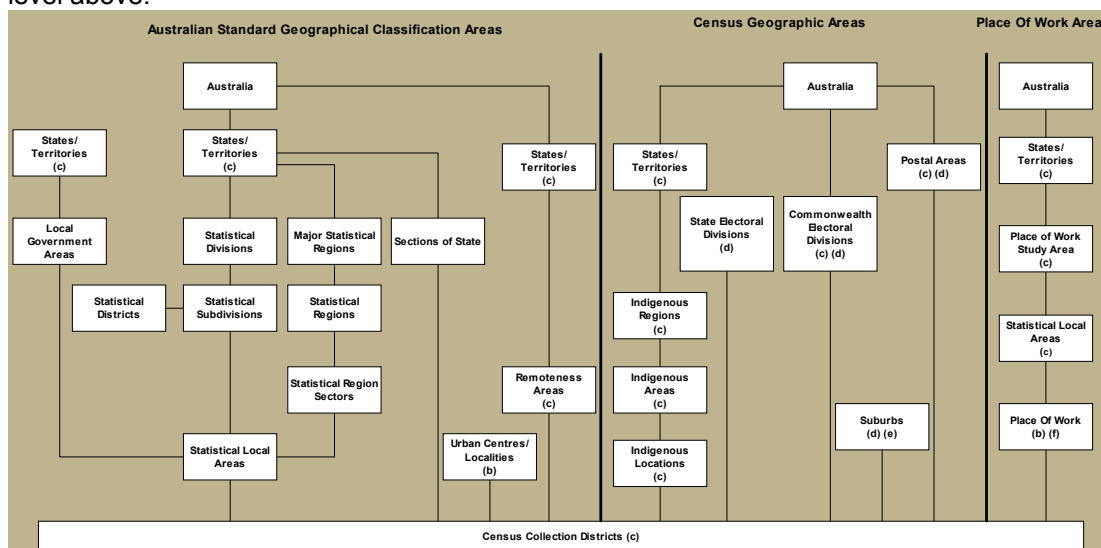 level above.
Australian Standard Geographical Classification Areas
Census Geographic Areas
Place Of Work Area
Australia
States/
Territories
(c)
States/
Territories
(c)
States/
Territories
(c)
Local
Government
Areas
Statistical
Divisions
Major Statistical
Regions
Sections of State
Statistical
Districts
Statistical
Subdivisions
Statistical
Regions
Statistical Region
Sectors
Remoteness
Areas
(c)
Statistical Local
Areas
Urban Centres/
Localities
(b)
Australia
States/
Territories
(c)
Postal Areas
(c) (d)
State Electoral
Divisions
(d)
Commonwealth
Electoral
Divisions
(c) (d)
Indigenous
Regions
(c)
Indigenous
Areas
(c)
Suburbs
(d) (e)
Indigenous
Locations
(c)
Australia
States/
Territories
(c)
Place of Work
Study Area
(c)
Statistical Local
Areas
(c)
Place Of Work
(b) (f)
Census Collection Districts (c)